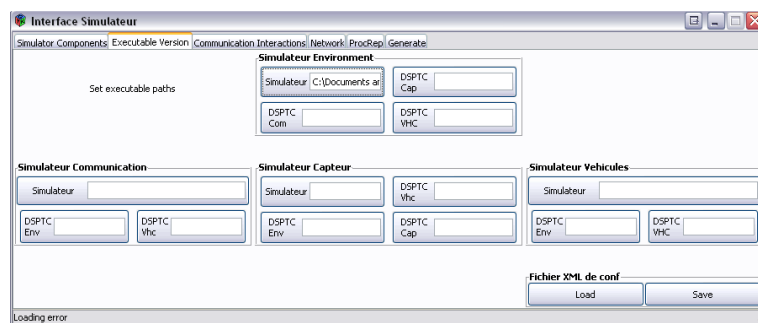 Interface Simulateur
Simulator Components Executable Version Communication Interactions Network ProcRep Generate
Set executable paths
Simulateur Environment
Simulateur C:\Documents ar
DSPTC Cap
DSPTC Com
DSPTC VHC
Simulateur Communication
Simulateur
DSPTC Env
DSPTC Vhc
Simulateur Capteur
Simulateur
DSPTC Vhc
DSPTC Env
DSPTC Cap
Simulateur Vehicules
Simulateur
DSPTC Env
DSPTC VHC
Fichier XML de conf
Load Save
Loading error